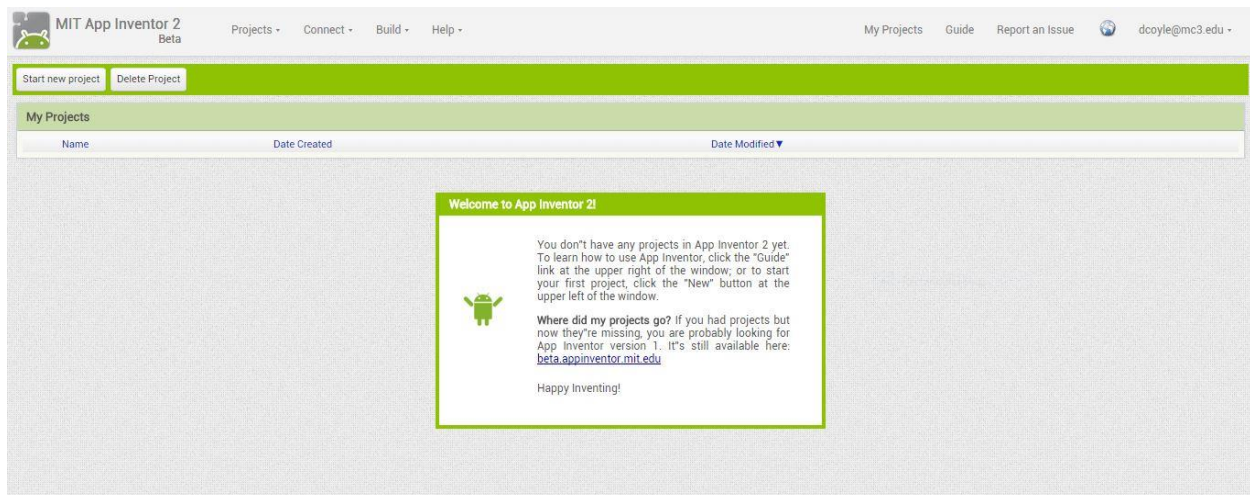 MIT App Inventor 2
Beta
Projects Connect Build Help My Projects Guide Report an Issue dcoyle@mc3.edu
Start new project Delete Project
My Projects
Name Date Created Date Modified▼
Welcome to App Inventor 2!
You don"t have any projects in App Inventor 2 yet.
To learn how to use App Inventor, click the "Guide"
link at the upper right of the window; or to start
your first project, click the "New" button at the
upper left of the window.
Where did my projects go? If you had projects but
now they"re missing, you are probably looking for
App Inventor version 1. It"s still available here:
beta.appinventor.mit.edu
Happy Inventing!